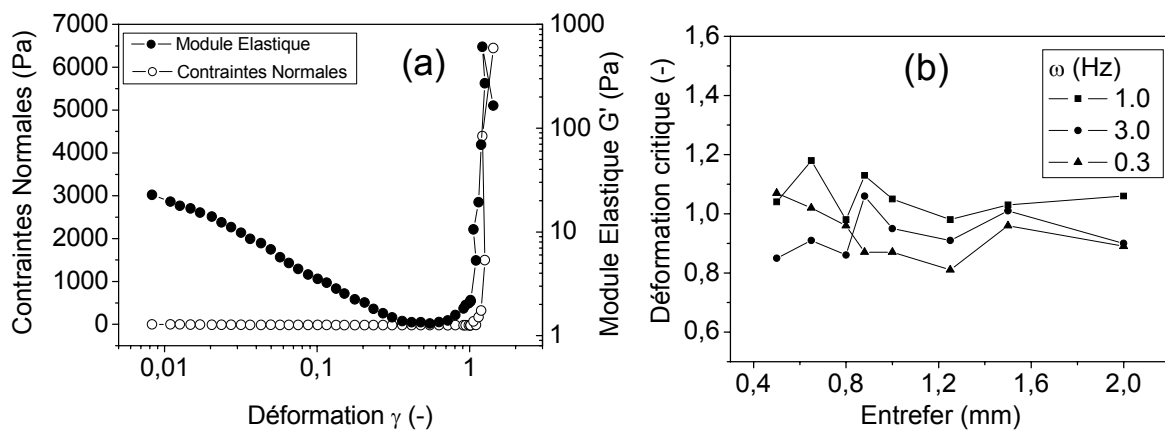 7000
6000
5000
4000
3000
2000
1000
0
Contraintes Normales (Pa)
Module Elastique
Contraintes Normales
(a)
1000
100
10
1
Module Elastique G' (Pa)
0,01
0,1
1
Déformation γ (-)
1,6
1,4
1,2
1,0
0,8
0,6
Déformation critique (-)
(b)
ω (Hz)
1.0
3.0
0.3
0,4
0,8
1,2
1,6
2,0
Entrefer (mm)